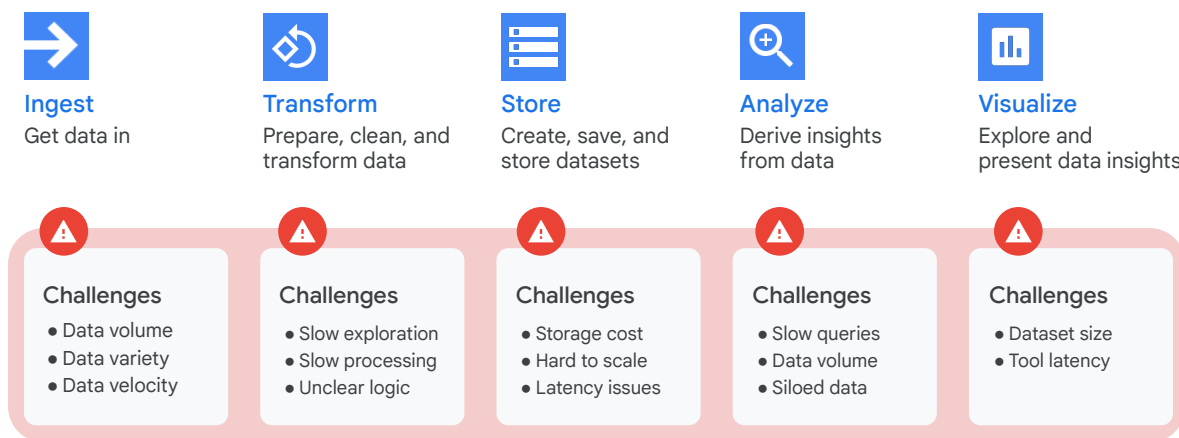 Ingest
Get data in
Transform
Prepare, clean, and
transform data
Store
Create, save, and
store datasets
Analyze
Derive insights
from data
Visualize
Explore and
present data insights
Challenges
● Data volume
● Data variety
● Data velocity
Challenges
● Slow exploration
● Slow processing
● Unclear logic
Challenges
● Storage cost
● Hard to scale
● Latency issues
Challenges
● Slow queries
● Data volume
● Siloed data
Challenges
● Dataset size
● Tool latency